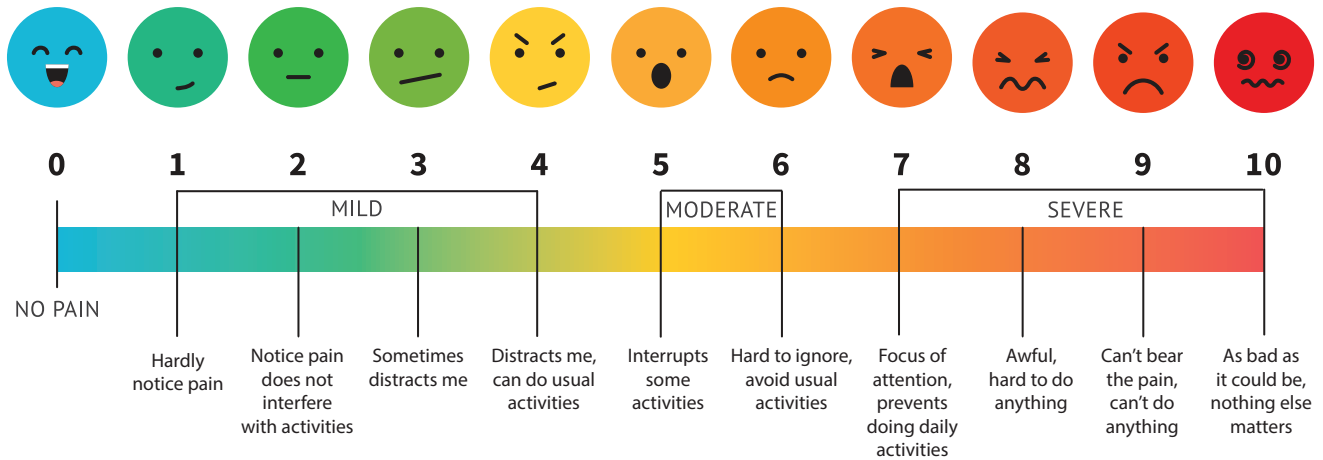 0 1 2 3 4 5 6 7 8 9 10
MILD MODERATE SEVERE
NO PAIN
Hardly
notice pain
Notice pain
does not
interfere
with activities
Sometimes
distracts me
Distracts me,
can do usual
activities
Interrupts
some
activities
Hard to ignore,
avoid usual
activities
Focus of
attention,
prevents
doing daily
activities
Awful,
hard to do
anything
Can't bear
the pain,
can't do
anything
As bad as
it could be,
nothing else
matters